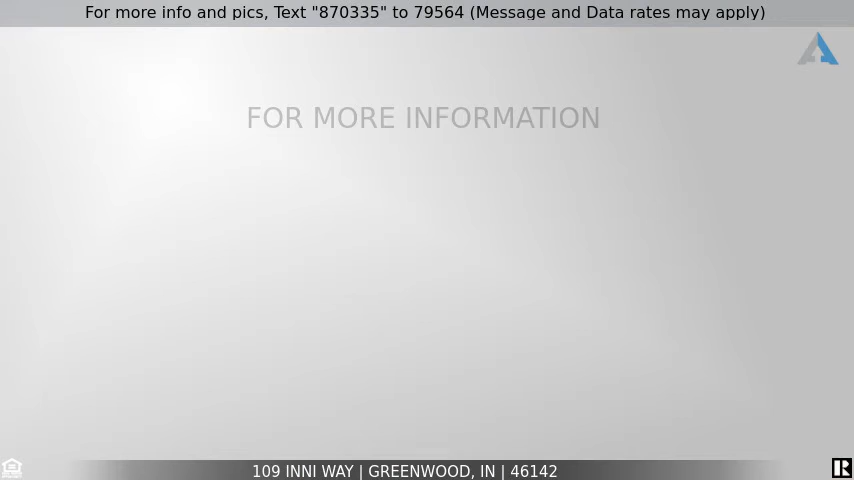 For more info and pics, Text "870335" to 79564 (Message and Data rates may apply)
FOR MORE INFORMATION
109 INNI WAY | GREENWOOD, IN | 46142